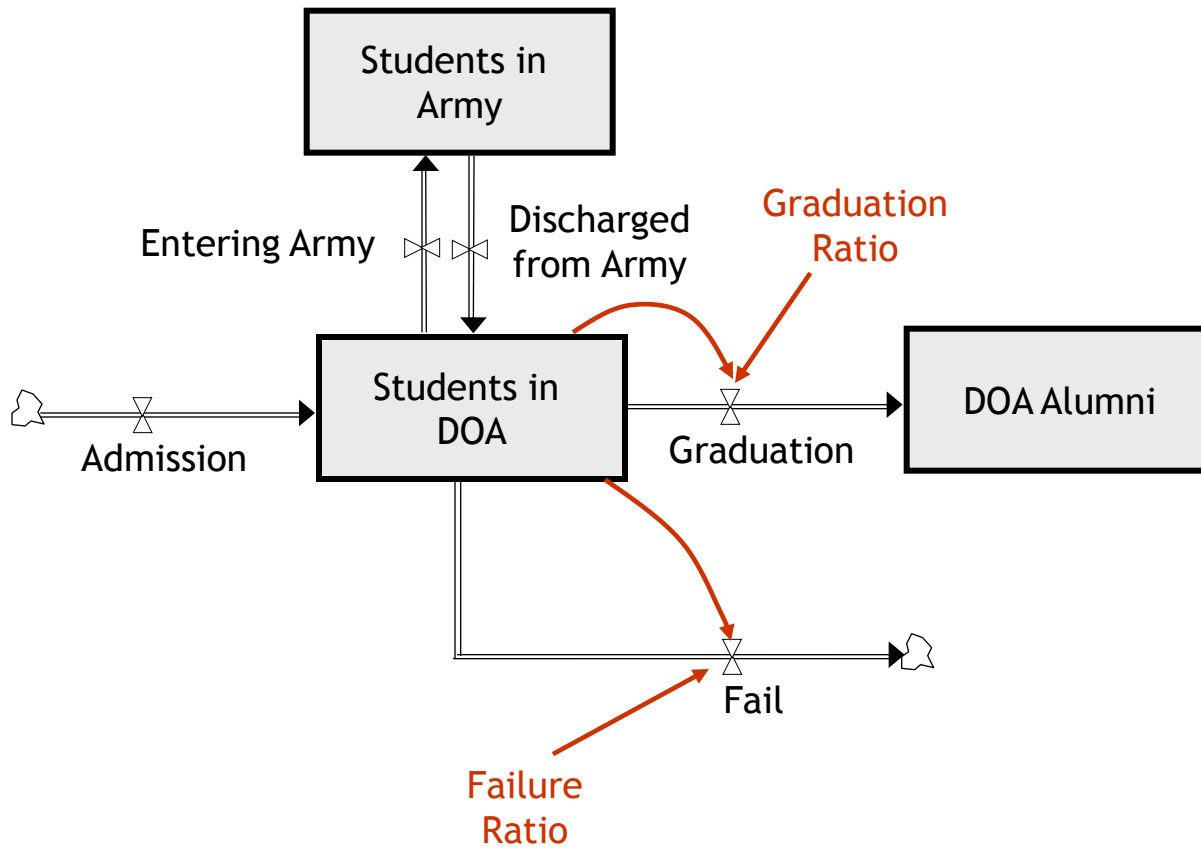 Students in
Army
Entering Army
Discharged
from Army
Graduation
Ratio
Students in
DOA
DOA Alumni
Admission
Graduation
Fail
Failure
Ratio